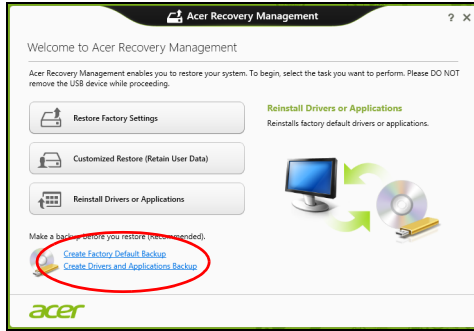 Acer Recovery Management
? X
Welcome to Acer Recovery Management
Acer Recovery Management enables you to restore your system. To begin, select the task you want to perform. Please DO NOT
remove the USB device while proceeding.
Restore Factory Settings
Customized Restore (Retain User Data)
Reinstall Drivers or Applications
Reinstall Drivers or Applications
Reinstalls factory default drivers or applications.
Make a backup before you restore (Recommended).
Create Factory Default Backup
Create Drivers and Applications Backup
acer